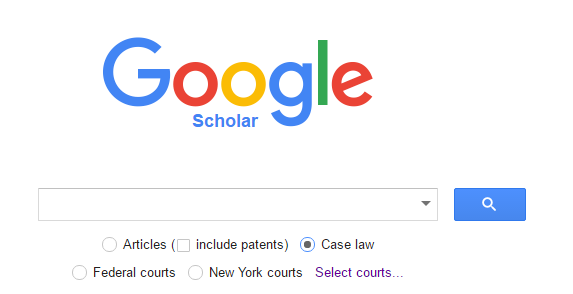 Google
Scholar
Articles ( include patents) Case law
Federal courts New York courts Select courts...